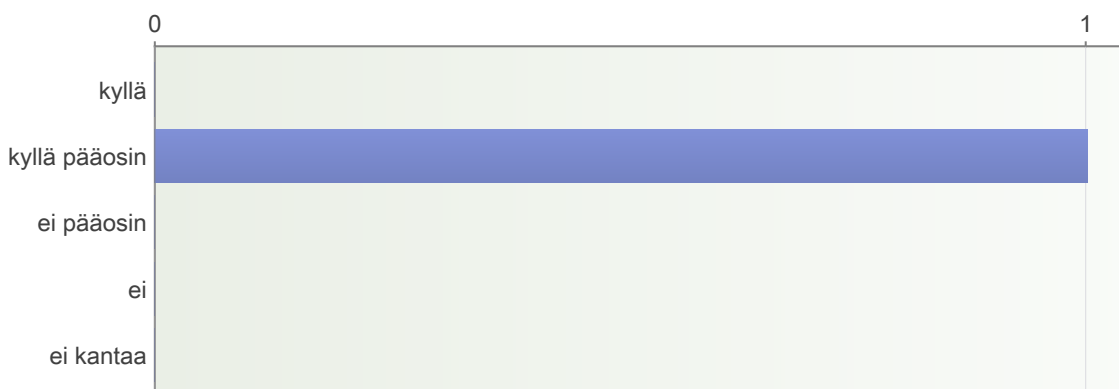 0 1
kyllä
kyllä pääosin
ei pääosin
ei
ei kantaa